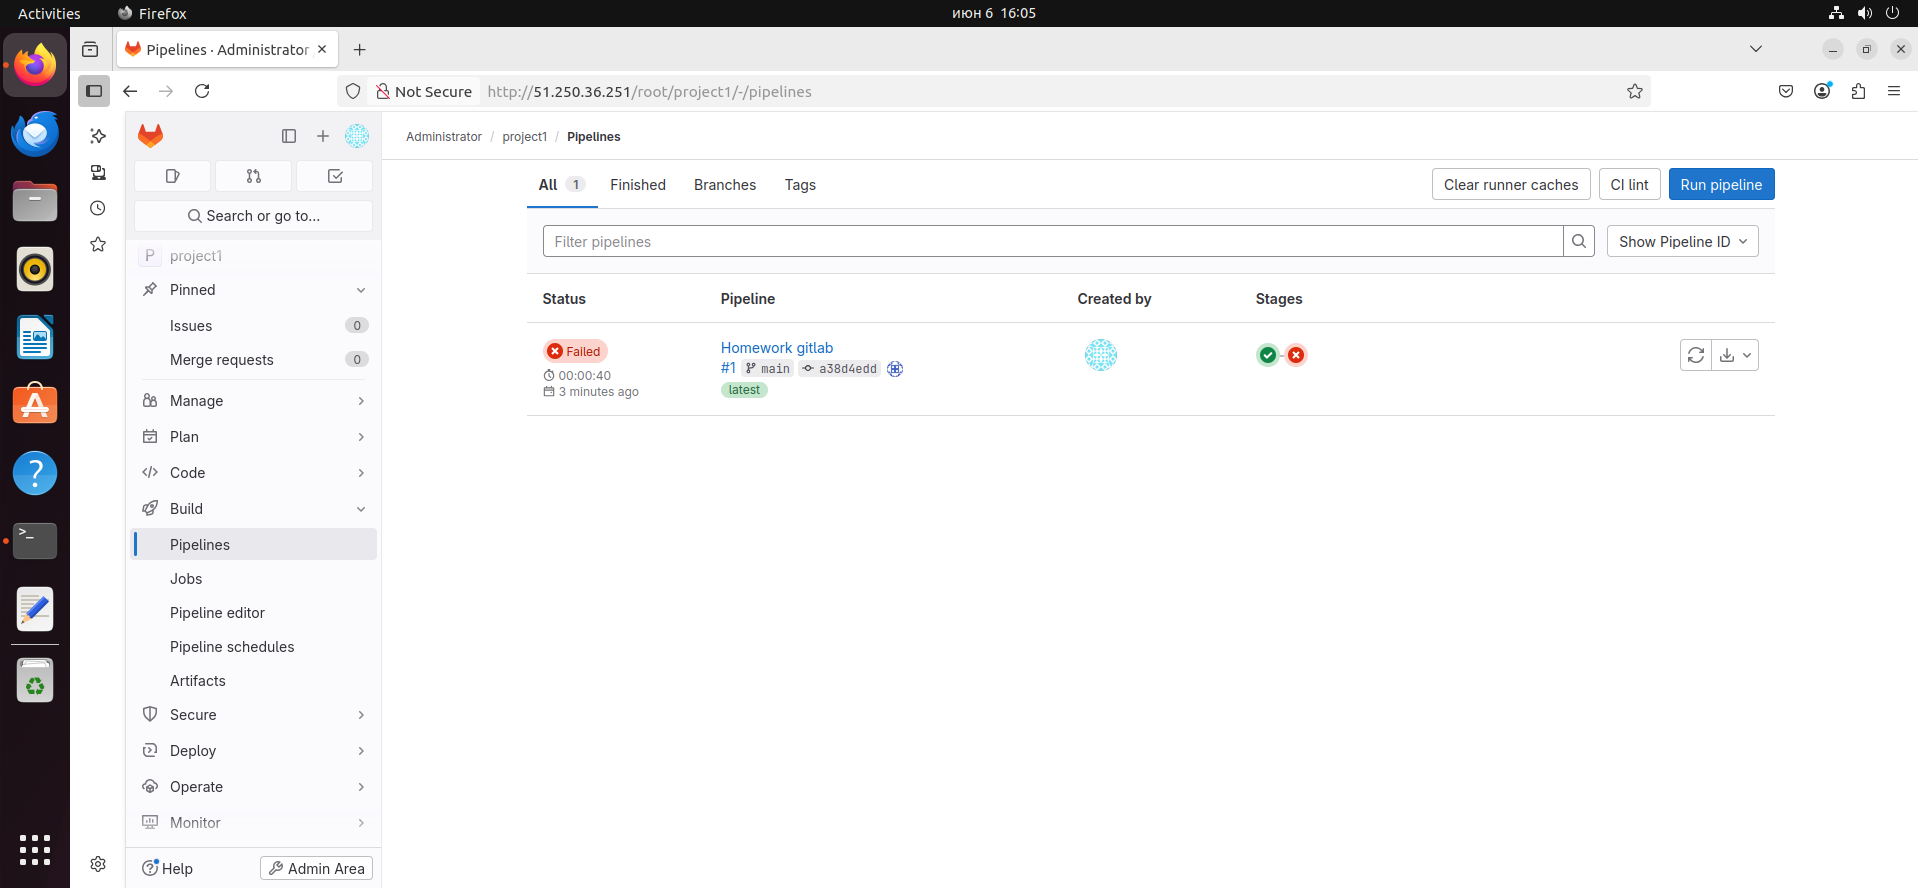 Activities
Firefox
июн 6 16:05
Pipelines · Administrator
Not Secure
http://51.250.36.251/root/project1/-/pipelines
Search or go to...
P
project1
Pinned
Issues
0
Merge requests
0
Manage
Plan
Code
Build
Pipelines
Jobs
Pipeline editor
Pipeline schedules
Artifacts
Secure
Deploy
Operate
Monitor
Help
Admin Area
Administrator / project1 / Pipelines
All 1
Finished
Branches
Tags
Clear runner caches
CI lint
Run pipeline
Filter pipelines
Show Pipeline ID
Status
Pipeline
Created by
Stages
Failed
00:00:40
3 minutes ago
Homework gitlab
#1 main a38d4edd
latest